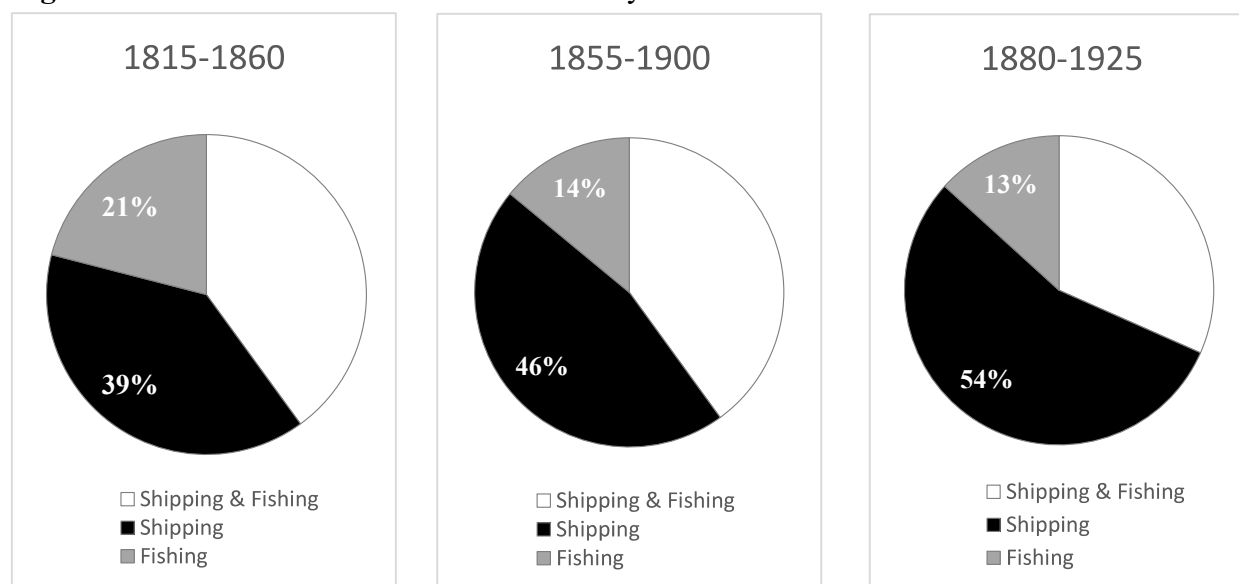 1815-1860
21%
39%
Shipping & Fishing
Shipping
Fishing
1855-1900
14%
46%
Shipping & Fishing
Shipping
Fishing
1880-1925
13%
54%
Shipping & Fishing
Shipping
Fishing